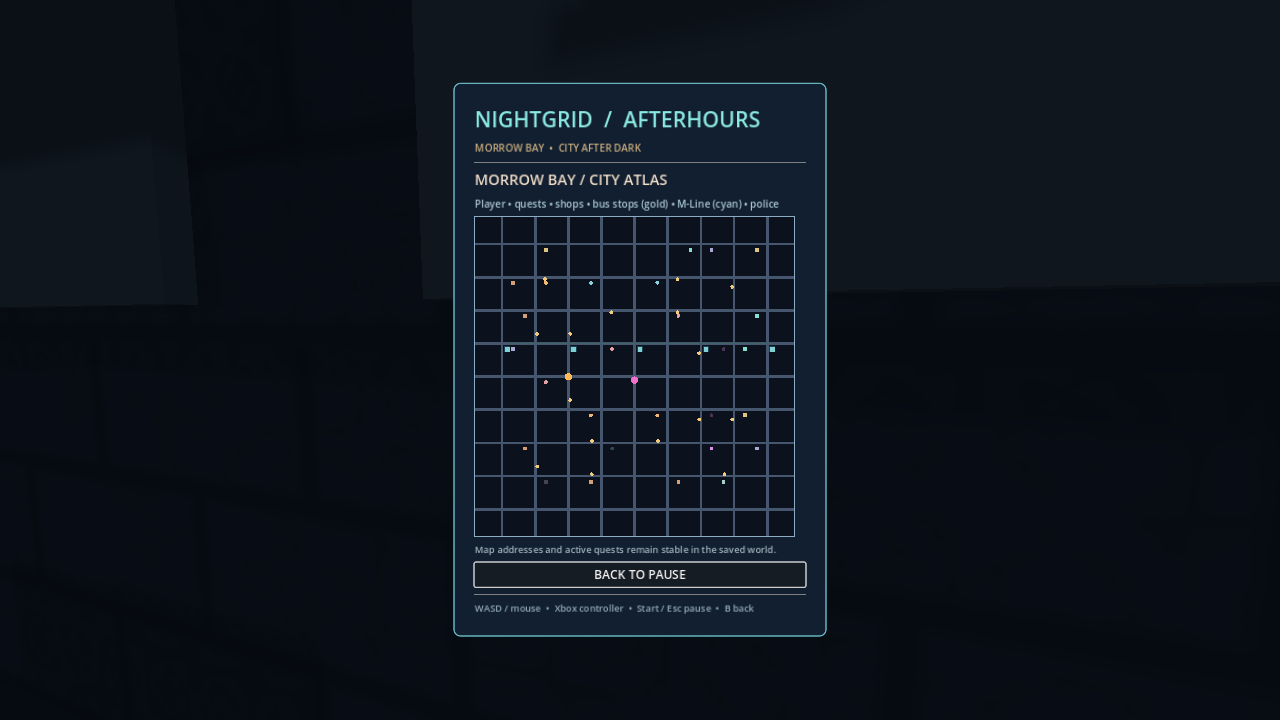 NIGHTGRID / AFTERHOURS
MORROW BAY • CITY AFTER DARK
MORROW BAY / CITY ATLAS
Player • quests • shops • bus stops (gold) • M-Line (cyan) • police
Map addresses and active quests remain stable in the saved world.
BACK TO PAUSE
WASD / mouse • Xbox controller • Start / Esc pause • B back